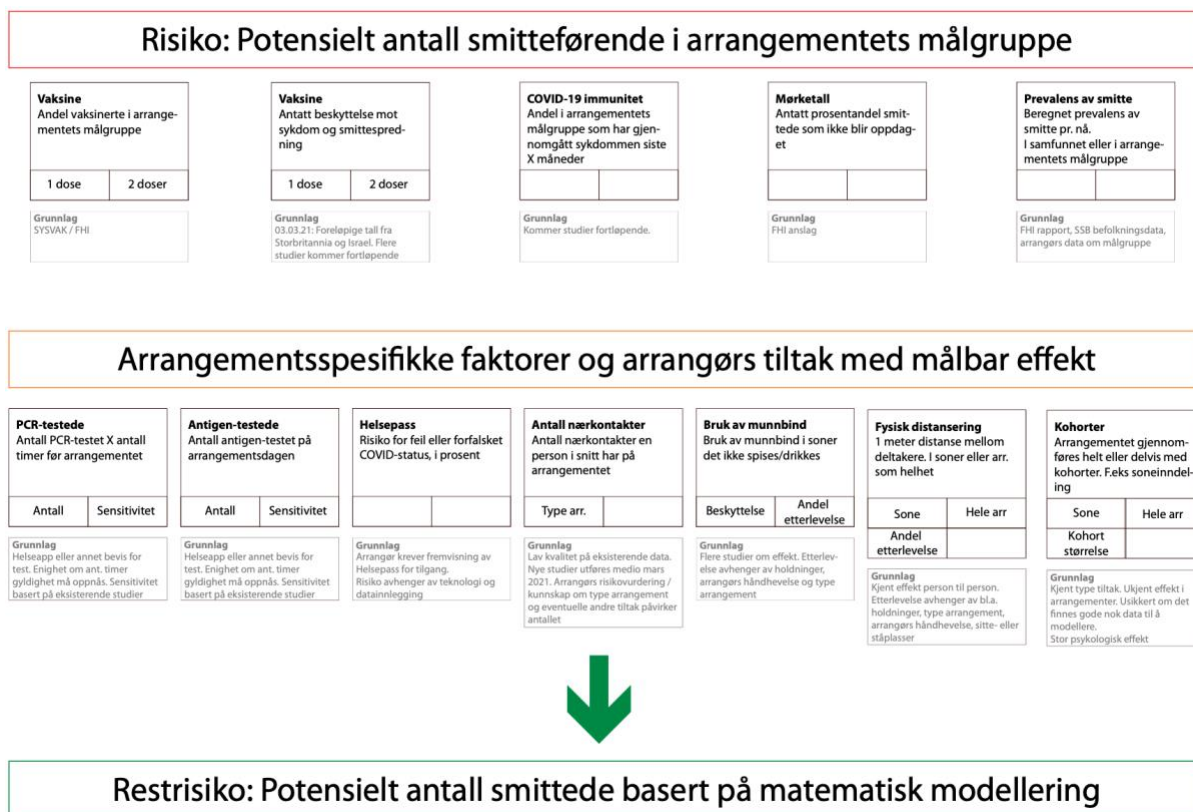 Risiko: Potensielt antall smitteførende i arrangementets målgruppe
Vaksine
Andel vaksinerte i arrange-
mentets målgruppe
1 dose 2 doser
Grunnlag
SYSVAK / FHI
Vaksine
Antatt beskyttelse mot
sykdom og smittespred-
ning
1 dose 2 doser
Grunnlag
03.03.21: Foreløpige tall fra
Storbritannia og Israel. Flere
studier kommer fortløpende
COVID-19 immunitet
Andel i arrangementets
målgruppe som har gjen-
nomgått sykdommen siste
X måneder
Grunnlag
Kommer studier fortløpende.
Mørketall
Antatt prosentandel smit-
tede som ikke blir oppdag-
et
Grunnlag
FHI anslag
Prevalens av smitte
Beregnet prevalens av
smitte pr. nå.
I samfunnet eller i arrange-
mentets målgruppe
Grunnlag
FHI rapport, SSB befolkningsdata,
arrangørs data om målgruppe
Arrangementsspesifikke faktorer og arrangørs tiltak med målbar effekt
PCR-testede
Antall PCR-testet X antall
timer før arrangementet
Antall Sensitivitet
Grunnlag
Helseapp eller annet bevis for
test. Enighet om ant. timer
gyldighet må oppnås. Sensitivitet
basert på eksisterende studier
Antigen-testede
Antall antigen-testet på
arrangementsdagen
Antall Sensitivitet
Grunnlag
Helseapp eller annet bevis for
test. Enighet om ant. timer
gyldighet må oppnås. Sensitivitet
basert på eksisterende studier
Helsepass
Risiko for feil eller forfalsket
COVID-status, i prosent
Grunnlag
Arrangør krever fremvisning av
Helsepass for tilgang.
Risiko avhenger av teknologi og
datainnlegging
Antall nærkontakter
Antall nærkontakter en
person i snitt har på
arrangementet
Type arr.
Grunnlag
Lav kvalitet på eksisterende data.
Nye studier utføres medio mars
2021. Arrangørs risikovurdering /
kunnskap om type arrangement
og eventuelle andre tiltak påvirker
antallet
Bruk av munnbind
Bruk av munnbind i soner
det ikke spises/drikkes
Beskyttelse Andel
etterlevelse
Grunnlag
Flere studier om effekt. Etterlev-
else avhenger av holdninger,
arrangørs håndhevelse og type
arrangement
Fysisk distansering
1 meter distanse mellom
deltakere. I soner eller arr.
som helhet
Sone Hele arr
Andel
etterlevelse
Grunnlag
Kjent effekt person til person.
Etterlevelse avhenger av bl.a.
holdninger, type arrangement,
arrangørs håndhevelse, sitte- eller
ståplasser
Kohorter
Arrangementet gjennom-
føres helt eller delvis med
kohorter. F.eks soneinndel-
ing
Sone Hele arr
Kohort
størrelse
Grunnlag
Kjent type tiltak. Ukjent effekt i
arrangementer. Usikkert om det
finnes gode nok data til å
modellere.
Stor psykologisk effekt
Restrisiko: Potensielt antall smittede basert på matematisk modellering